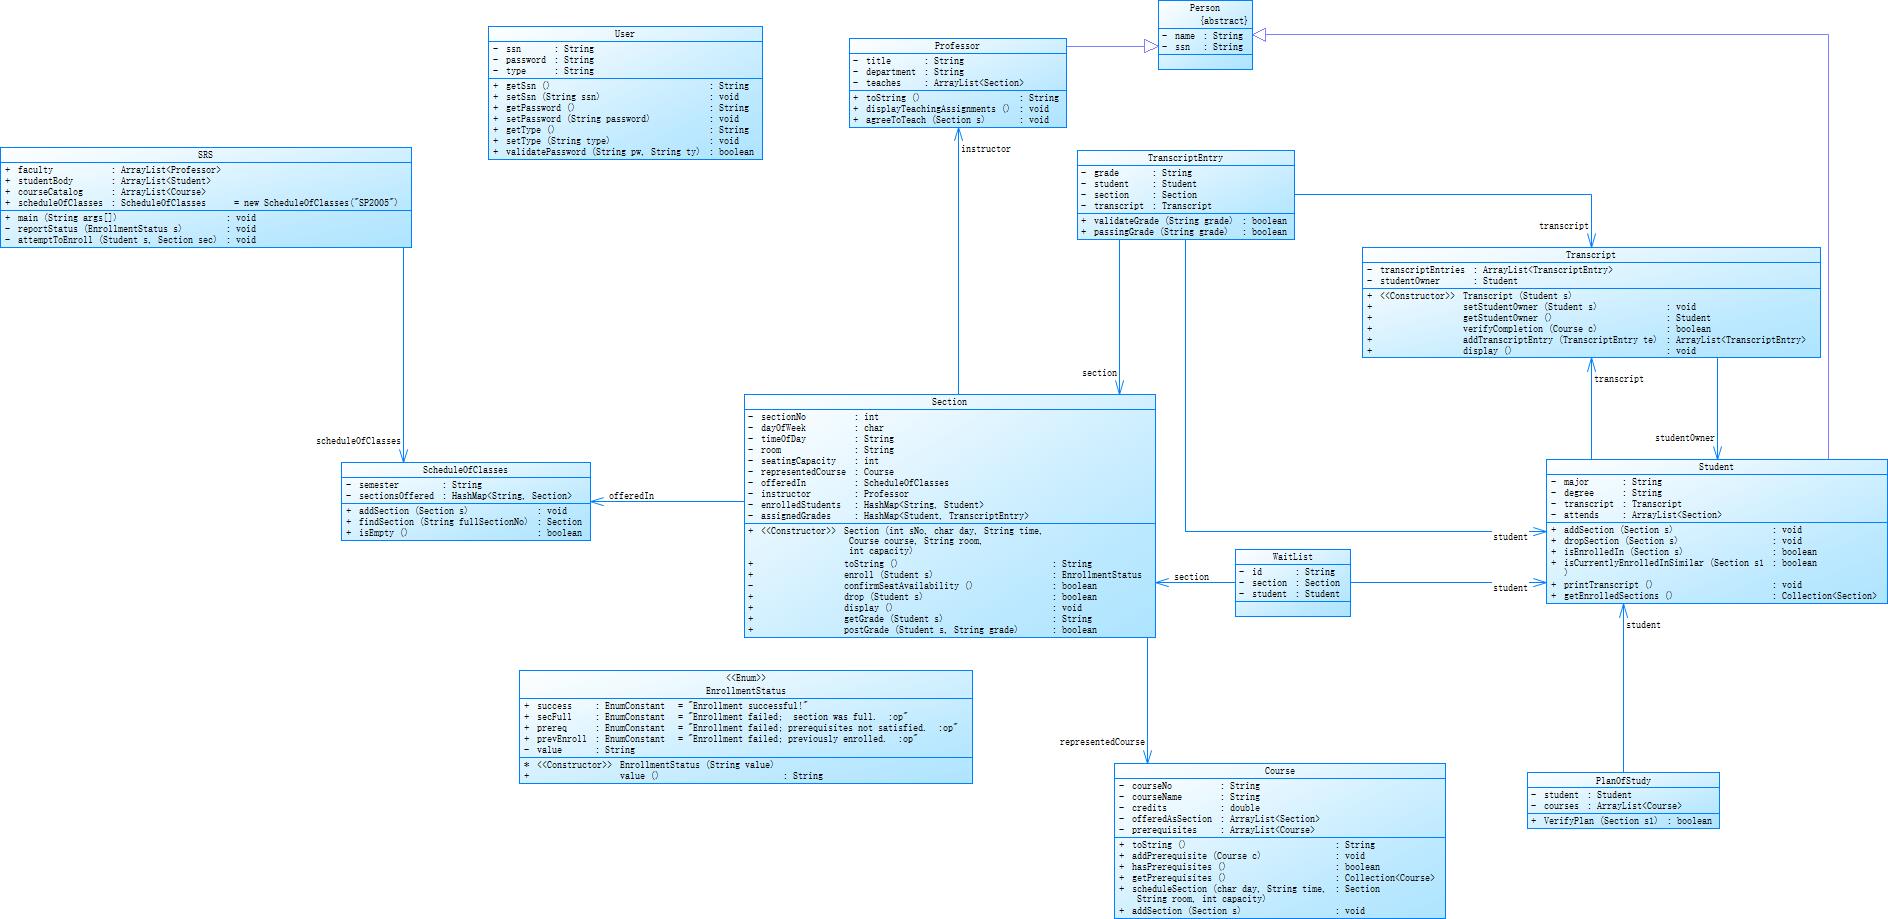 Person
{abstract}
- name : String
- ssn : String
User
- ssn : String
- password : String
- type : String
+ getSsn () : String
+ setSsn (String ssn) : void
+ getPassword () : String
+ setPassword (String password) : void
+ getType () : String
+ setType (String type) : void
+ validatePassword (String pw, String ty) : boolean
Professor
- title : String
- department : String
- teaches : ArrayList<Section>
+ toString () : String
+ displayTeachingAssignments () : void
+ agreeToTeach (Section s) : void
instructor
SRS
+ faculty : ArrayList<Professor>
+ studentBody : ArrayList<Student>
+ courseCatalog : ArrayList<Course>
+ scheduleOfClasses : ScheduleOfClasses = new ScheduleOfClasses("SP2005")
+ main (String args[]) : void
- reportStatus (EnrollmentStatus s) : void
- attemptToEnroll (Student s, Section sec) : void
TranscriptEntry
- grade : String
- student : Student
- section : Section
- transcript : Transcript
+ validateGrade (String grade) : boolean
+ passingGrade (String grade) : boolean
transcript
Transcript
- transcriptEntries : ArrayList<TranscriptEntry>
- studentOwner : Student
+ <<Constructor>> Transcript (Student s)
+ setStudentOwner (Student s) : void
+ getStudentOwner () : Student
+ verifyCompletion (Course c) : boolean
+ addTranscriptEntry (TranscriptEntry te) : ArrayList<TranscriptEntry>
+ display () : void
section
transcript
studentOwner
scheduleOfClasses
Section
- sectionNo : int
- dayOfWeek : char
- timeOfDay : String
- room : String
- seatingCapacity : int
- representedCourse : Course
- offeredIn : ScheduleOfClasses
- instructor : Professor
- enrolledStudents : HashMap<String, Student>
- assignedGrades : HashMap<Student, TranscriptEntry>
+ <<Constructor>> Section (int sNo, char day, String time,
Course course, String room,
int capacity)
+ toString () : String
+ enroll (Student s) : EnrollmentStatus
- confirmSeatAvailability () : boolean
+ drop (Student s) : boolean
+ display () : void
+ getGrade (Student s) : String
+ postGrade (Student s, String grade) : boolean
ScheduleOfClasses
- semester : String
- sectionsOffered : HashMap<String, Section>
+ addSection (Section s) : void
+ findSection (String fullSectionNo) : Section
+ isEmpty () : boolean
offeredIn
Student
- major : String
- degree : String
- transcript : Transcript
- attends : ArrayList<Section>
+ addSection (Section s) : void
+ dropSection (Section s) : void
+ isEnrolledIn (Section s) : boolean
+ isCurrentlyEnrolledInSimilar (Section s1 : boolean
)
+ printTranscript () : void
+ getEnrolledSections () : Collection<Section>
student
WaitList
- id : String
- section : Section
- student : Student
section
student
student
<<Enum>>
EnrollmentStatus
+ success : EnumConstant = "Enrollment successful!"
+ secFull : EnumConstant = "Enrollment failed;  section was full.  :op"
+ prereq : EnumConstant = "Enrollment failed; prerequisites not satisfied.  :op"
+ prevEnroll : EnumConstant = "Enrollment failed; previously enrolled.  :op"
- value : String
* <<Constructor>> EnrollmentStatus (String value)
+ value () : String
representedCourse
Course
- courseNo : String
- courseName : String
- credits : double
- offeredAsSection : ArrayList<Section>
- prerequisites : ArrayList<Course>
+ toString () : String
+ addPrerequisite (Course c) : void
+ hasPrerequisites () : boolean
+ getPrerequisites () : Collection<Course>
+ scheduleSection (char day, String time, : Section
String room, int capacity)
+ addSection (Section s) : void
PlanOfStudy
- student : Student
- courses : ArrayList<Course>
+ VerifyPlan (Section s1) : boolean